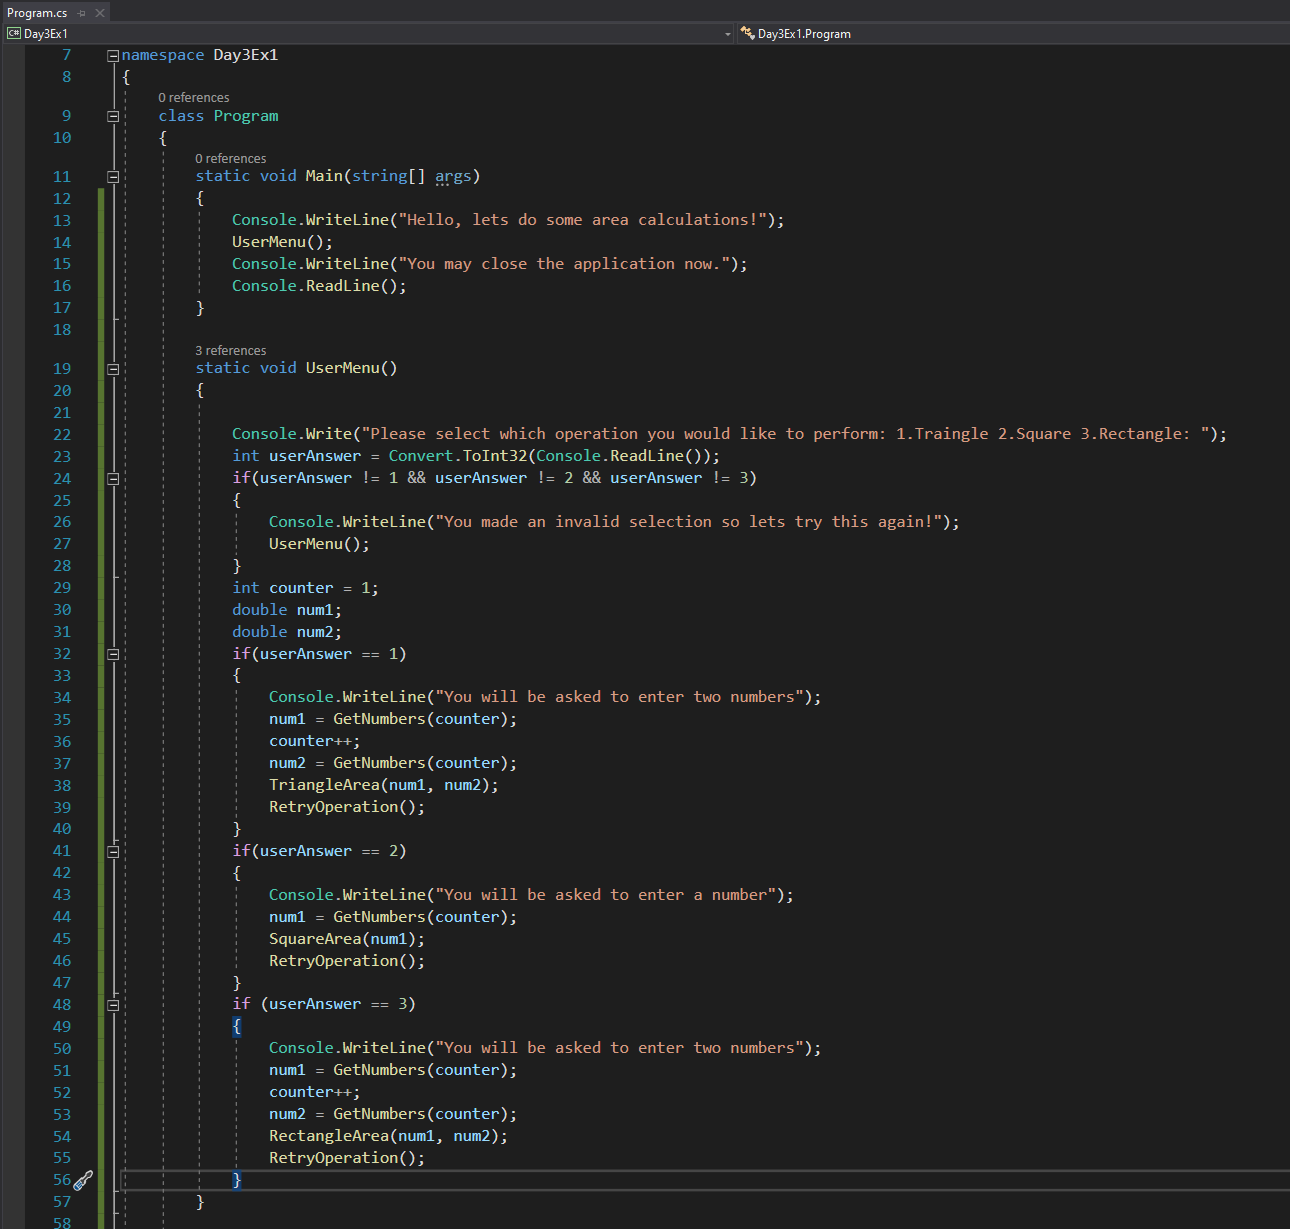 Program.cs
C# Day3Ex1 Day3Ex1.Program
7 namespace Day3Ex1
8 {
0 references
9 class Program
10 {
0 references
11 static void Main(string[] args)
12 {
13 Console.WriteLine("Hello, lets do some area calculations!");
14 UserMenu();
15 Console.WriteLine("You may close the application now.");
16 Console.ReadLine();
17 }
18
3 references
19 static void UserMenu()
20 {
21
22 Console.Write("Please select which operation you would like to perform: 1.Traingle 2.Square 3.Rectangle: ");
23 int userAnswer = Convert.ToInt32(Console.ReadLine());
24 if(userAnswer != 1 && userAnswer != 2 && userAnswer != 3)
25 {
26 Console.WriteLine("You made an invalid selection so lets try this again!");
27 UserMenu();
28 }
29 int counter = 1;
30 double num1;
31 double num2;
32 if(userAnswer == 1)
33 {
34 Console.WriteLine("You will be asked to enter two numbers");
35 num1 = GetNumbers(counter);
36 counter++;
37 num2 = GetNumbers(counter);
38 TriangleArea(num1, num2);
39 RetryOperation();
40 }
41 if(userAnswer == 2)
42 {
43 Console.WriteLine("You will be asked to enter a number");
44 num1 = GetNumbers(counter);
45 SquareArea(num1);
46 RetryOperation();
47 }
48 if (userAnswer == 3)
49 {
50 Console.WriteLine("You will be asked to enter two numbers");
51 num1 = GetNumbers(counter);
52 counter++;
53 num2 = GetNumbers(counter);
54 RectangleArea(num1, num2);
55 RetryOperation();
56 }
57 }
58